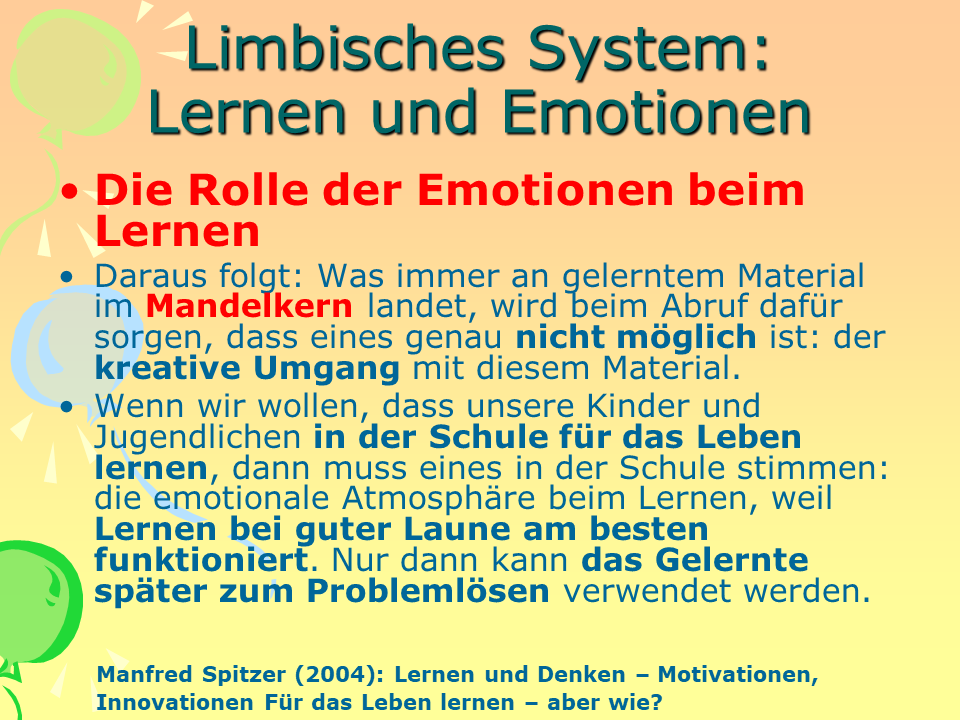 Limbisches System:
Lernen und Emotionen
• Die Rolle der Emotionen beim
Lernen
• Daraus folgt: Was immer an gelerntem Material
im Mandelkern landet, wird beim Abruf dafür
sorgen, dass eines genau nicht möglich ist: der
kreative Umgang mit diesem Material.
• Wenn wir wollen, dass unsere Kinder und
Jugendlichen in der Schule für das Leben
lernen, dann muss eines in der Schule stimmen:
die emotionale Atmosphäre beim Lernen, weil
Lernen bei guter Laune am besten
funktioniert. Nur dann kann das Gelernte
später zum Problemlösen verwendet werden.
Manfred Spitzer (2004): Lernen und Denken – Motivationen,
Innovationen Für das Leben lernen – aber wie?